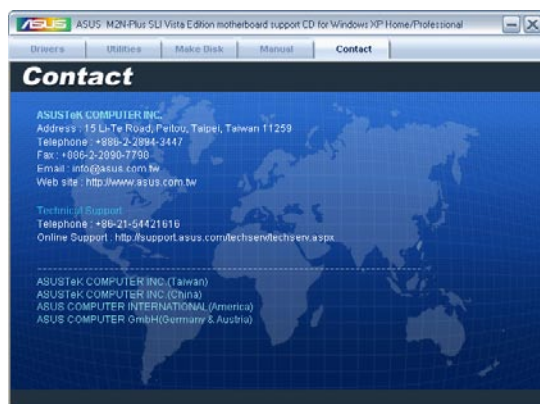 ASUS ASUS M2N-Plus SLI Vista Edition motherboard support CD for Windows XP Home/Professional
Drivers Utilities Make Disk Manual Contact
Contact
ASUSTeK COMPUTER INC.
Address : 15 Li-Te Road, Peitou, Taipei, Taiwan 11259
Telephone : +886-2-2894-3447
Fax : +886-2-2890-7798
Email : info@asus.com.tw
Web site : http://www.asus.com.tw
Technical Support
Telephone : +86-21-54421616
Online Support : http://support.asus.com/techserv/techserv.aspx
ASUSTeK COMPUTER INC.(Taiwan)
ASUSTeK COMPUTER INC.(China)
ASUS COMPUTER INTERNATIONAL(America)
ASUS COMPUTER GmbH(Germany & Austria)